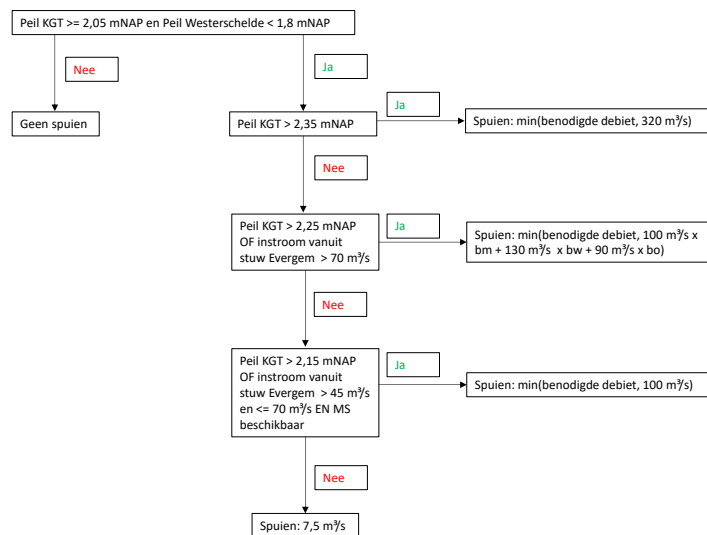 Peil KGT >= 2,05 mNAP en Peil Westerschelde < 1,8 mNAP
Nee
Ja
Geen spuien
Peil KGT > 2,35 mNAP
Ja
Spuien: min(benodigde debiet, 320 m³/s)
Nee
Peil KGT > 2,25 mNAP
OF instroom vanuit
stuw Evergem > 70 m³/s
Ja
Spuien: min(benodigde debiet, 100 m³/s x
bm + 130 m³/s x bw + 90 m³/s x bo)
Nee
Peil KGT > 2,15 mNAP
OF instroom vanuit
stuw Evergem > 45 m³/s
en <= 70 m³/s EN MS
beschikbaar
Ja
Spuien: min(benodigde debiet, 100 m³/s)
Nee
Spuien: 7,5 m³/s